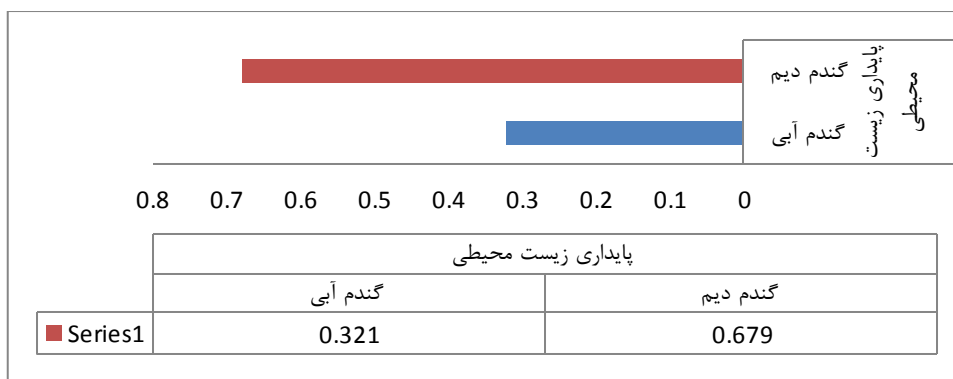 گندم دیم
گندم آبی
پایداری زیست
محیطی
0.8 0.7 0.6 0.5 0.4 0.3 0.2 0.1 0
پایداری زیست محیطی
گندم آبی گندم دیم
Series1 0.321 0.679